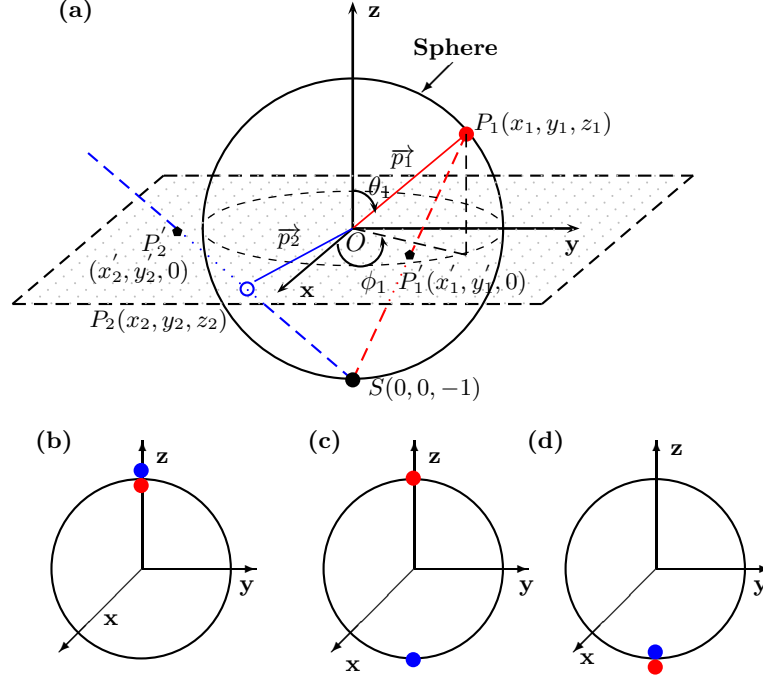 (a)
z
Sphere
P₁(x₁, y₁, z₁)
p₁→
θ₁
P₂′
(x₂′, y₂′, 0)
p₂→
O
y
x
ϕ₁
P₁′(x₁′, y₁′, 0)
P₂(x₂, y₂, z₂)
S(0, 0, −1)
(b)
z
y
x
(c)
z
y
x
(d)
z
y
x